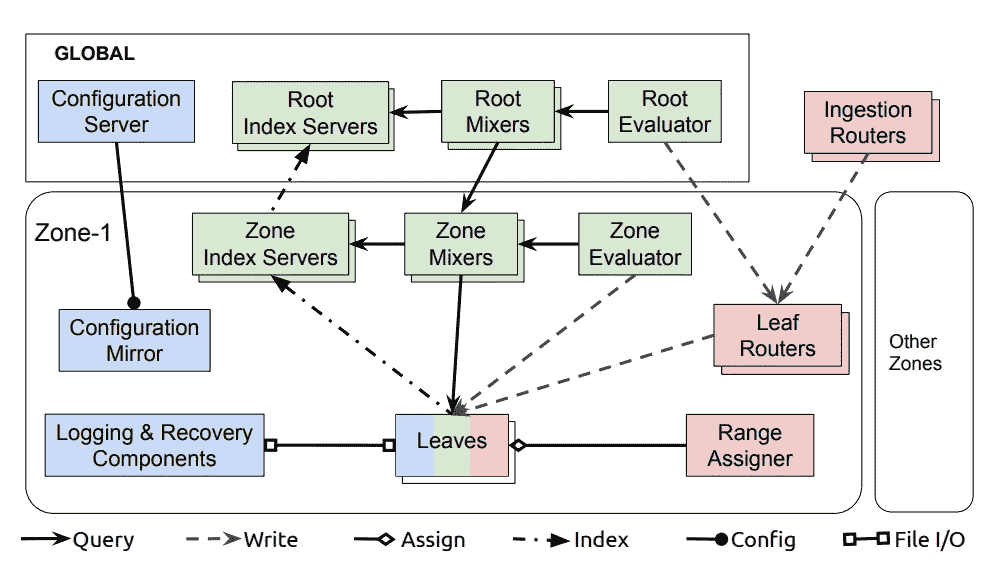 GLOBAL
Configuration
Server
Root
Index Servers
Root
Mixers
Root
Evaluator
Ingestion
Routers
Zone-1
Zone
Index Servers
Zone
Mixers
Zone
Evaluator
Configuration
Mirror
Leaf
Routers
Other
Zones
Logging & Recovery
Components
Leaves
Range
Assigner
Query
Write
Assign
Index
Config
File I/O